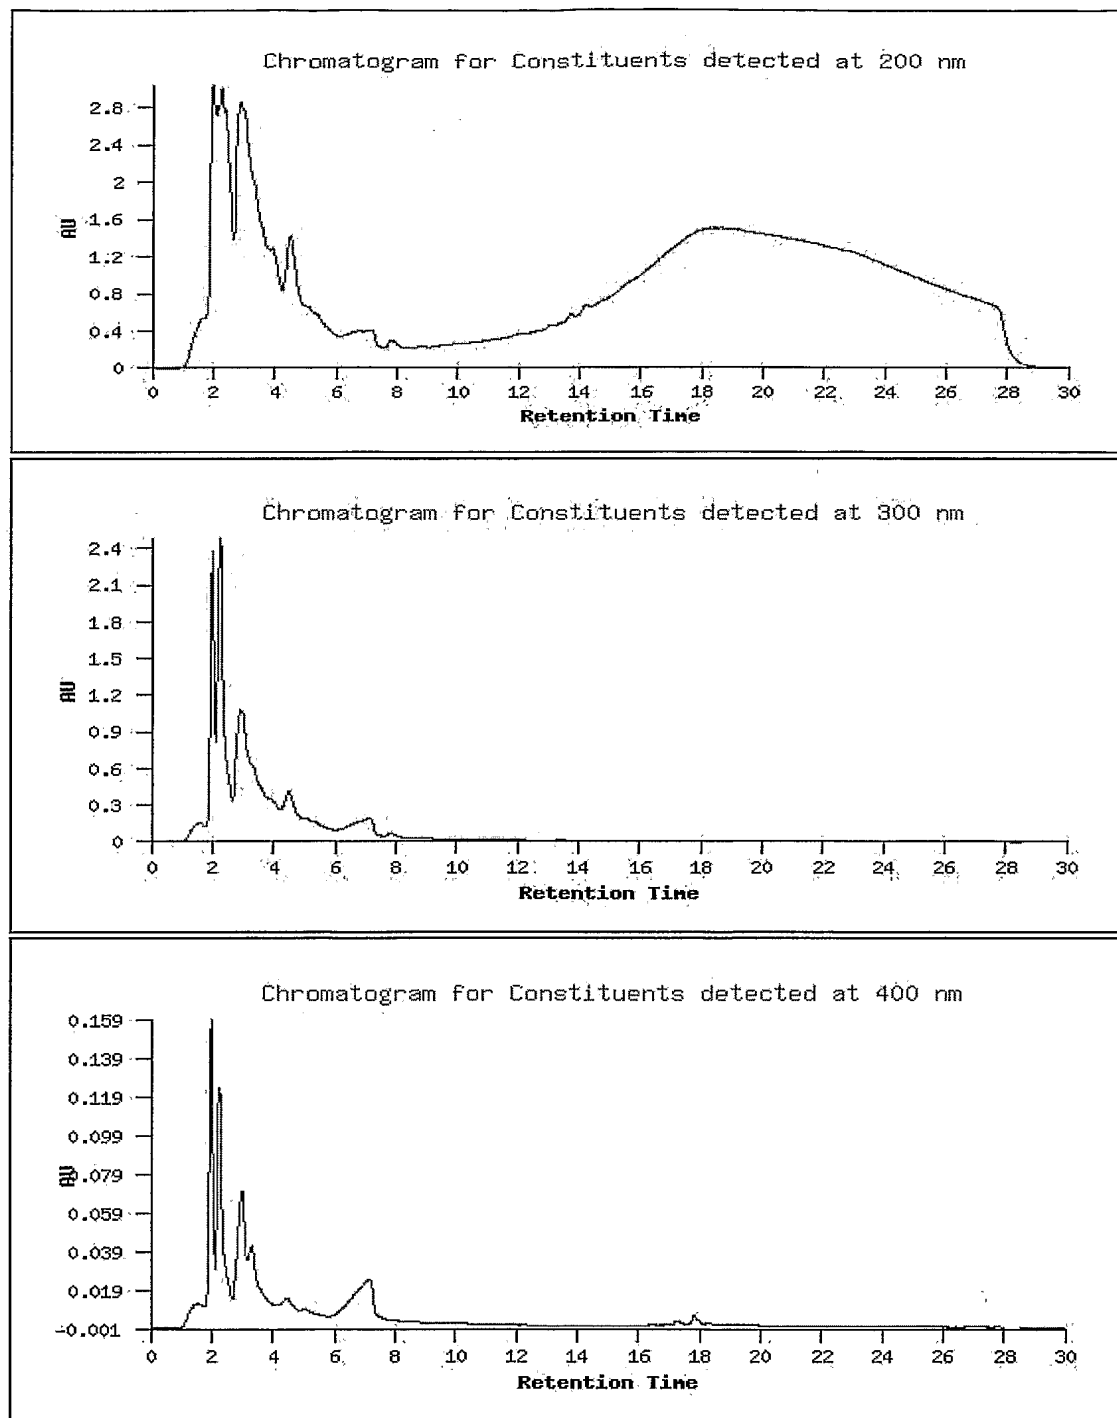 Chromatogram for Constituents detected at 200 nm
2.8
2.4
2
1.6
AU
1.2
0.8
0.4
0
0 2 4 6 8 10 12 14 16 18 20 22 24 26 28 30
Retention Time
Chromatogram for Constituents detected at 300 nm
2.4
2.1
1.8
1.5
AU
1.2
0.9
0.6
0.3
0
0 2 4 6 8 10 12 14 16 18 20 22 24 26 28 30
Retention Time
Chromatogram for Constituents detected at 400 nm
0.159
0.139
0.119
0.099
AU
0.079
0.059
0.039
0.019
-0.001
0 2 4 6 8 10 12 14 16 18 20 22 24 26 28 30
Retention Time